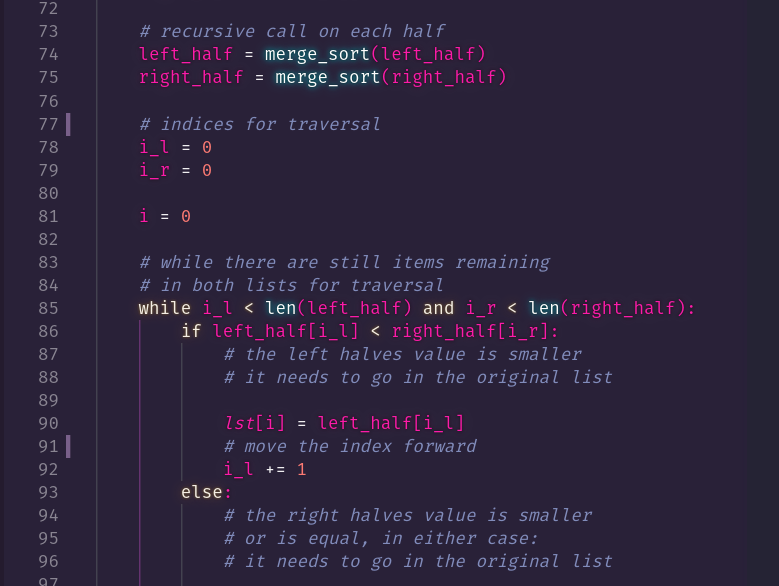 72
73 # recursive call on each half
74 left_half = merge_sort(left_half)
75 right_half = merge_sort(right_half)
76
77 # indices for traversal
78 i_l = 0
79 i_r = 0
80
81 i = 0
82
83 # while there are still items remaining
84 # in both lists for traversal
85 while i_l < len(left_half) and i_r < len(right_half):
86 if left_half[i_l] < right_half[i_r]:
87 # the left halves value is smaller
88 # it needs to go in the original list
89
90 lst[i] = left_half[i_l]
91 # move the index forward
92 i_l += 1
93 else:
94 # the right halves value is smaller
95 # or is equal, in either case:
96 # it needs to go in the original list
97